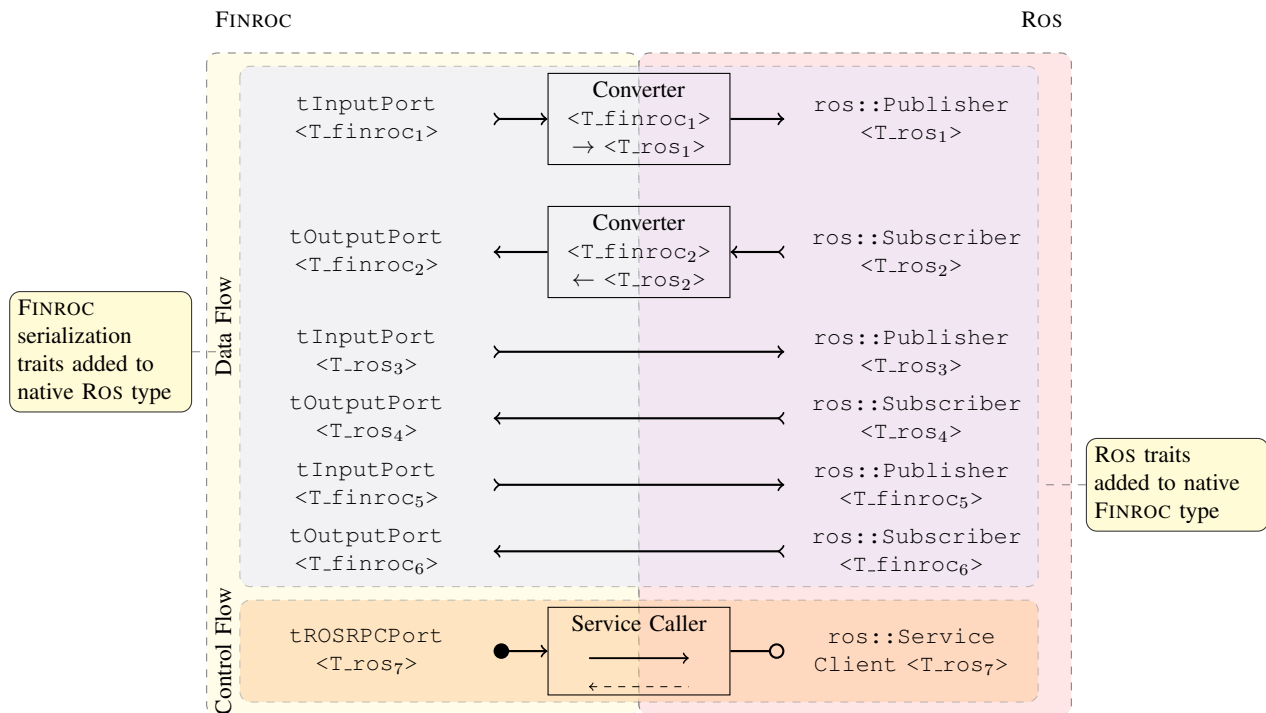 FINROC
ROS
tInputPort
<T_finroc₁>
Converter
<T_finroc₁>
→ <T_ros₁>
ros::Publisher
<T_ros₁>
tOutputPort
<T_finroc₂>
Converter
<T_finroc₂>
← <T_ros₂>
ros::Subscriber
<T_ros₂>
Data Flow
FINROC
serialization
traits added to
native ROS type
tInputPort
<T_ros₃>
ros::Publisher
<T_ros₃>
tOutputPort
<T_ros₄>
ros::Subscriber
<T_ros₄>
tInputPort
<T_finroc₅>
ros::Publisher
<T_finroc₅>
ROS traits
added to native
FINROC type
tOutputPort
<T_finroc₆>
ros::Subscriber
<T_finroc₆>
Control Flow
tROSRPCPort
<T_ros₇>
Service Caller
ros::Service
Client <T_ros₇>